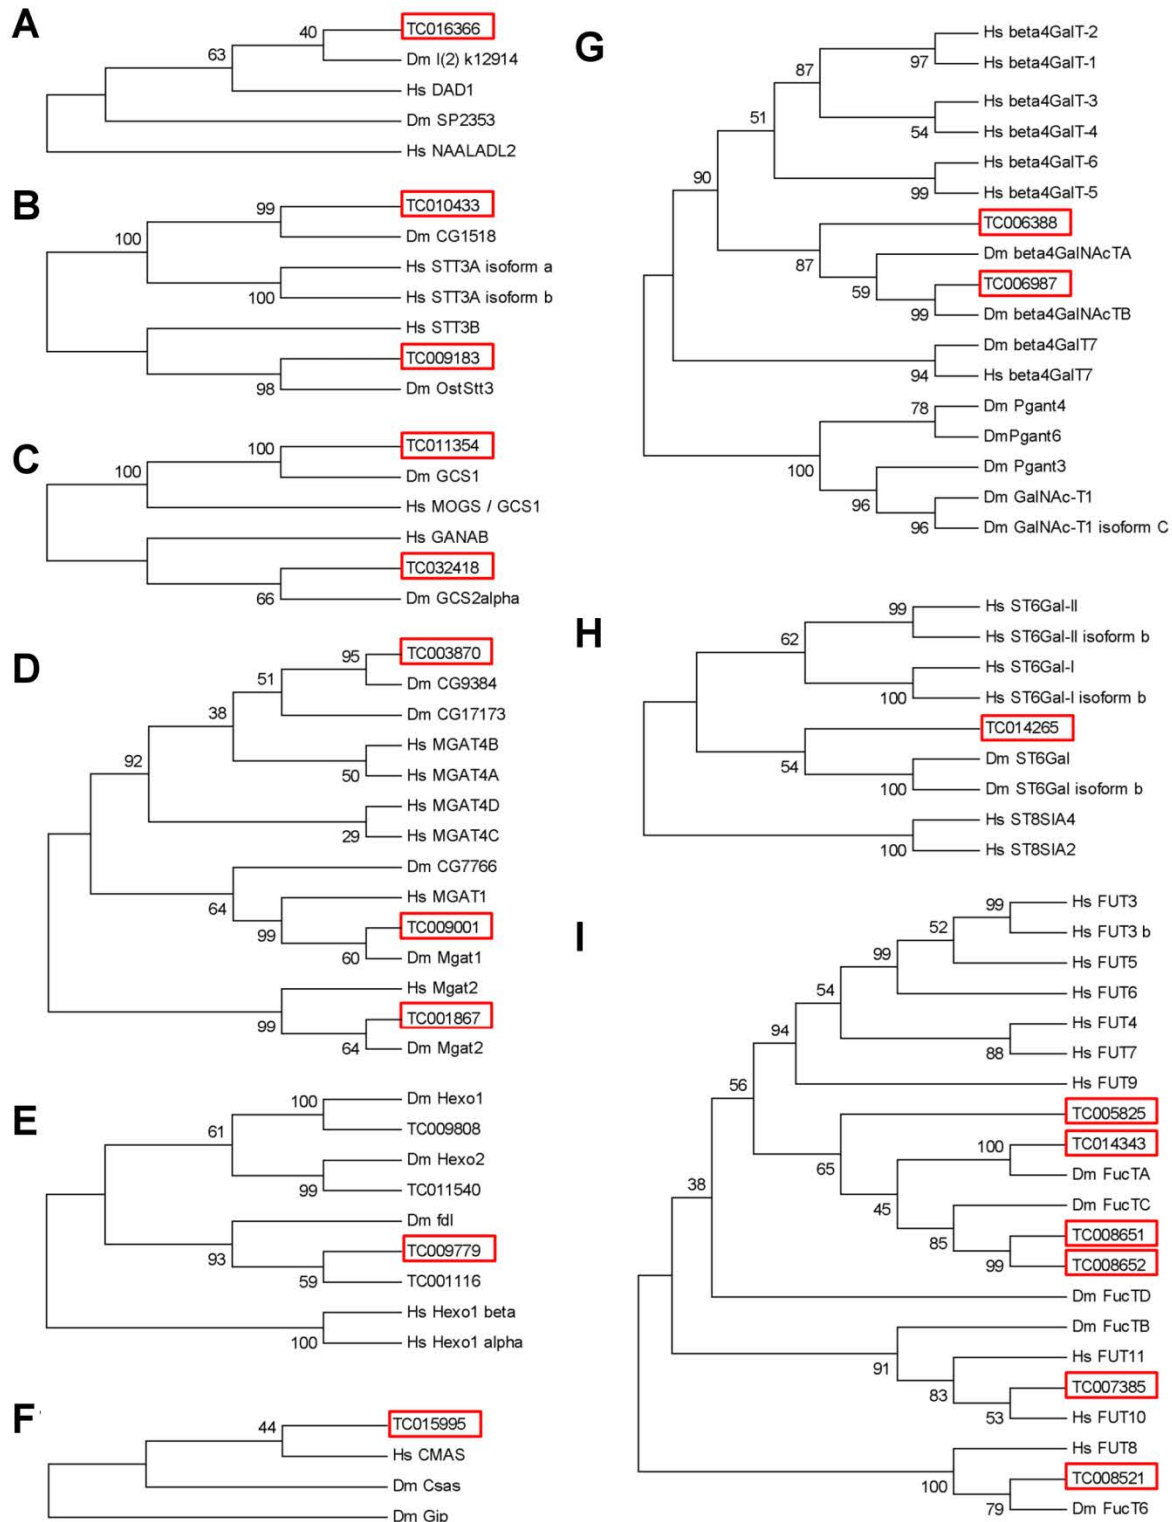 A
TC016366
40
Dm l(2) k12914
63
Hs DAD1
Dm SP2353
Hs NAALADL2
B
TC010433
99
Dm CG1518
100
Hs STT3A isoform a
Hs STT3A isoform b
100
Hs STT3B
TC009183
98
Dm OstStt3
C
TC011354
100
Dm GCS1
100
Hs MOGS / GCS1
Hs GANAB
TC032418
66
Dm GCS2alpha
D
TC003870
95
Dm CG9384
51
Dm CG17173
38
Hs MGAT4B
50
Hs MGAT4A
92
Hs MGAT4D
29
Hs MGAT4C
Dm CG7766
64
Hs MGAT1
99
TC009001
60
Dm Mgat1
Hs Mgat2
99
TC001867
64
Dm Mgat2
E
Dm Hexo1
100
TC009808
61
Dm Hexo2
99
TC011540
Dm fdl
93
TC009779
59
TC001116
Hs Hexo1 beta
100
Hs Hexo1 alpha
F
TC015995
44
Hs CMAS
Dm Csas
Dm Gip
G
Hs beta4GalT-2
97
Hs beta4GalT-1
87
Hs beta4GalT-3
54
Hs beta4GalT-4
51
Hs beta4GalT-6
99
Hs beta4GalT-5
90
TC006388
87
Dm beta4GalNAcTA
59
TC006987
99
Dm beta4GalNAcTB
Dm beta4GalT7
94
Hs beta4GalT7
78
Dm Pgant4
DmPgant6
100
Dm Pgant3
96
Dm GalNAc-T1
96
Dm GalNAc-T1 isoform C
H
Hs ST6Gal-II
99
Hs ST6Gal-II isoform b
62
Hs ST6Gal-I
100
Hs ST6Gal-I isoform b
TC014265
54
Dm ST6Gal
100
Dm ST6Gal isoform b
Hs ST8SIA4
100
Hs ST8SIA2
I
Hs FUT3
99
Hs FUT3 b
52
Hs FUT5
99
Hs FUT6
54
Hs FUT4
88
Hs FUT7
94
Hs FUT9
56
TC005825
65
TC014343
100
Dm FucTA
45
Dm FucTC
85
TC008651
99
TC008652
38
Dm FucTD
Dm FucTB
91
Hs FUT11
83
TC007385
53
Hs FUT10
Hs FUT8
100
TC008521
79
Dm FucT6